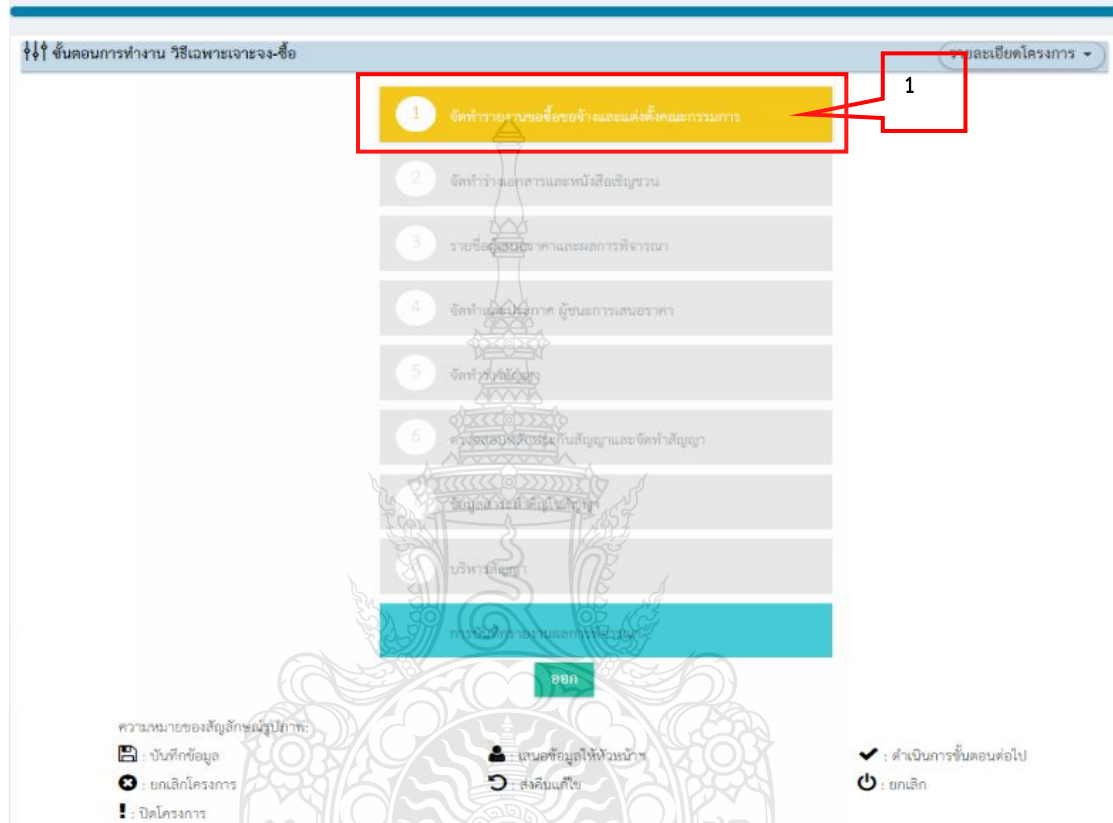 ขั้นตอนการทำงาน วิธีเฉพาะเจาะจง-ซื้อ
รายละเอียดโครงการ
1
1 จัดทำรายงานขอซื้อขอจ้างและแต่งตั้งคณะกรรมการ
2 จัดทำร่างเอกสารและหนังสือเชิญชวน
3 รายชื่อผู้เสนอราคาและผลการพิจารณา
4 จัดทำและประกาศ ผู้ชนะการเสนอราคา
5 จัดทำร่างสัญญา
6 ตรวจสอบหลักประกันสัญญาและจัดทำสัญญา
ข้อมูลสาระสำคัญในสัญญา
บริหารสัญญา
การบันทึกรายงานผลการพิจารณา
ออก
ความหมายของสัญลักษณ์รูปภาพ:
: บันทึกข้อมูล
: เสนอข้อมูลให้หัวหน้าฯ
: ดำเนินการขั้นตอนต่อไป
: ยกเลิกโครงการ
: ส่งคืนแก้ไข
: ยกเลิก
: ปิดโครงการ